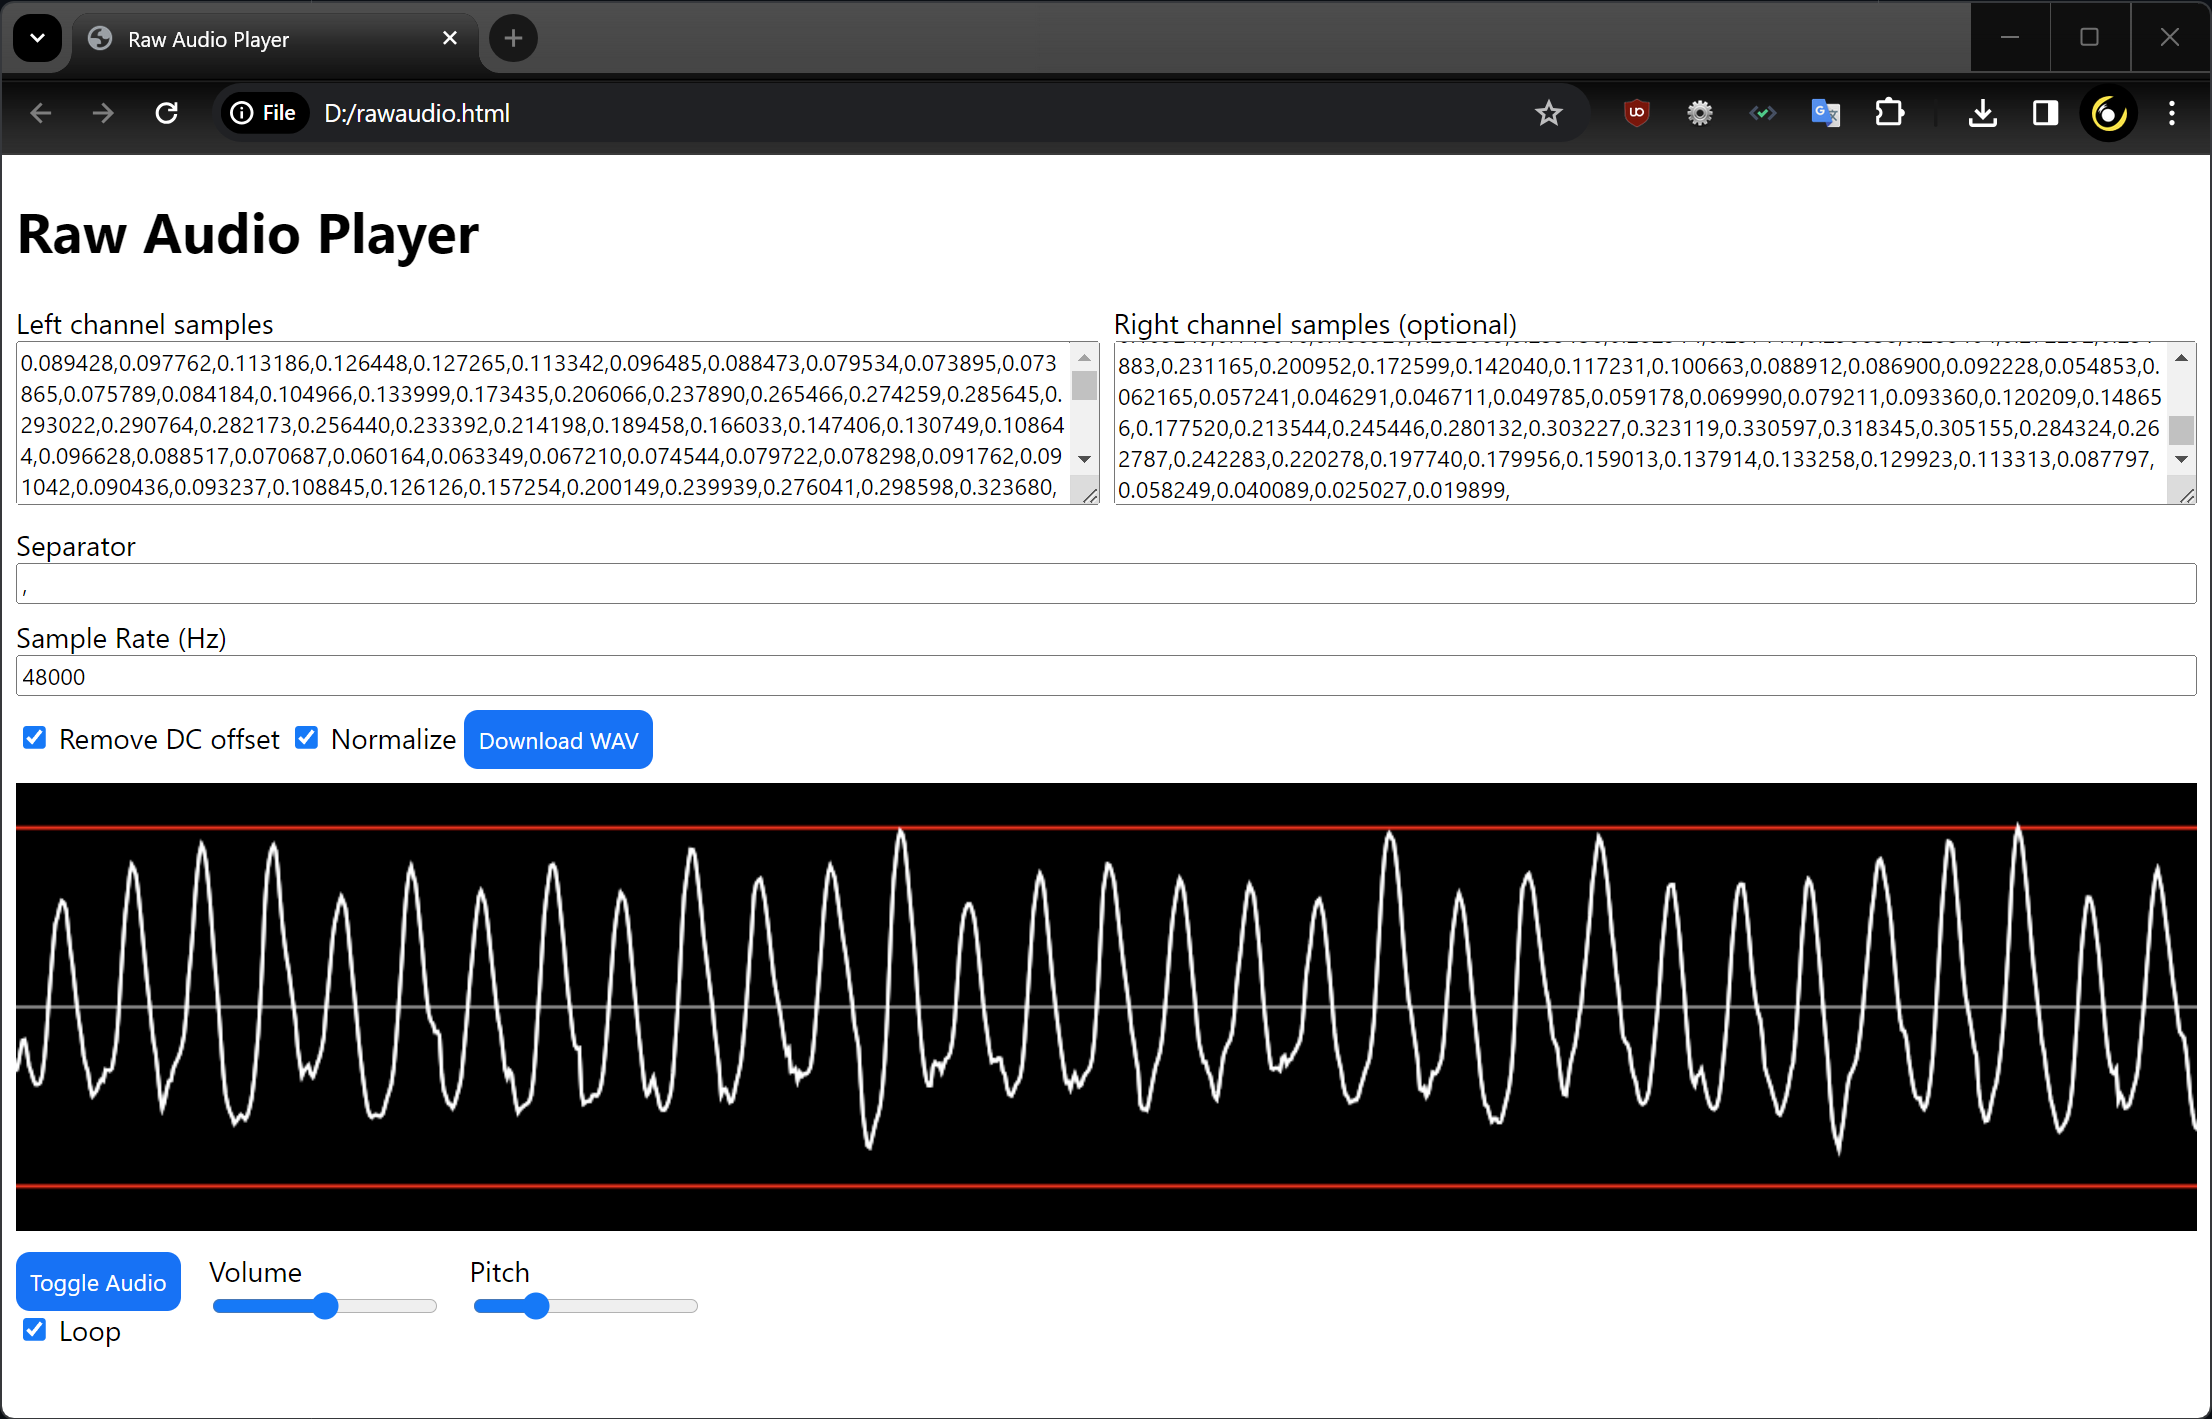 Raw Audio Player
File D:/rawaudio.html
Raw Audio Player
Left channel samples
0.089428,0.097762,0.113186,0.126448,0.127265,0.113342,0.096485,0.088473,0.079534,0.073895,0.073
865,0.075789,0.084184,0.104966,0.133999,0.173435,0.206066,0.237890,0.265466,0.274259,0.285645,0.
293022,0.290764,0.282173,0.256440,0.233392,0.214198,0.189458,0.166033,0.147406,0.130749,0.10864
4,0.096628,0.088517,0.070687,0.060164,0.063349,0.067210,0.074544,0.079722,0.078298,0.091762,0.09
1042,0.090436,0.093237,0.108845,0.126126,0.157254,0.200149,0.239939,0.276041,0.298598,0.323680,
Right channel samples (optional)
883,0.231165,0.200952,0.172599,0.142040,0.117231,0.100663,0.088912,0.086900,0.092228,0.054853,0.
062165,0.057241,0.046291,0.046711,0.049785,0.059178,0.069990,0.079211,0.093360,0.120209,0.14865
6,0.177520,0.213544,0.245446,0.280132,0.303227,0.323119,0.330597,0.318345,0.305155,0.284324,0.26
2787,0.242283,0.220278,0.197740,0.179956,0.159013,0.137914,0.133258,0.129923,0.113313,0.087797,
0.058249,0.040089,0.025027,0.019899,
Separator
,
Sample Rate (Hz)
48000
Remove DC offset Normalize Download WAV
Toggle Audio Volume Pitch
Loop